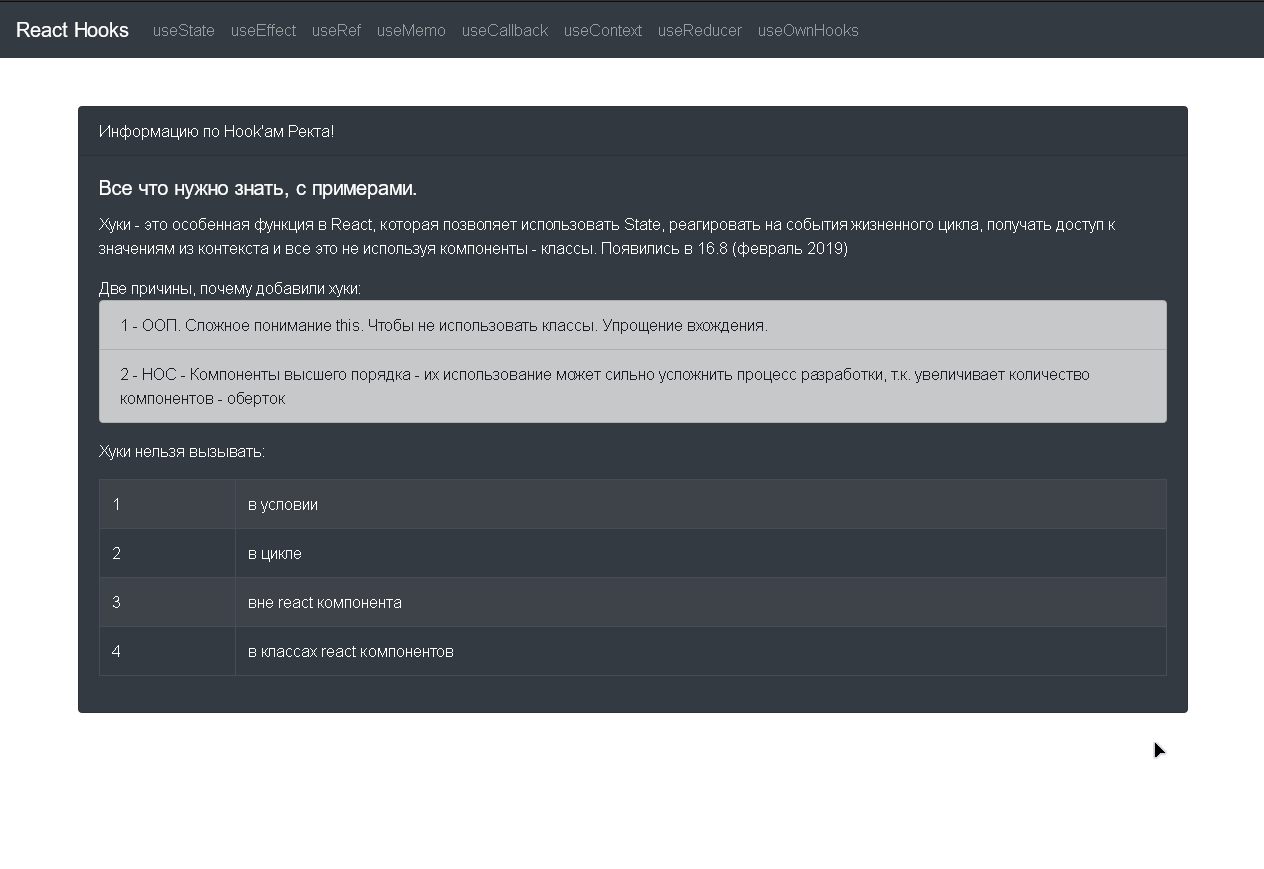 React Hooks useState useEffect useRef useMemo useCallback useContext useReducer useOwnHooks
Информацию по Hook'ам Ректа!
Все что нужно знать, с примерами.
Хуки - это особенная функция в React, которая позволяет использовать State, реагировать на события жизненного цикла, получать доступ к
значениям из контекста и все это не используя компоненты - классы. Появились в 16.8 (февраль 2019)
Две причины, почему добавили хуки:
1 - ООП. Сложное понимание this. Чтобы не использовать классы. Упрощение вхождения.
2 - HOC - Компоненты высшего порядка - их использование может сильно усложнить процесс разработки, т.к. увеличивает количество
компонентов - оберток
Хуки нельзя вызывать:
1 в условии
2 в цикле
3 вне react компонента
4 в классах react компонентов